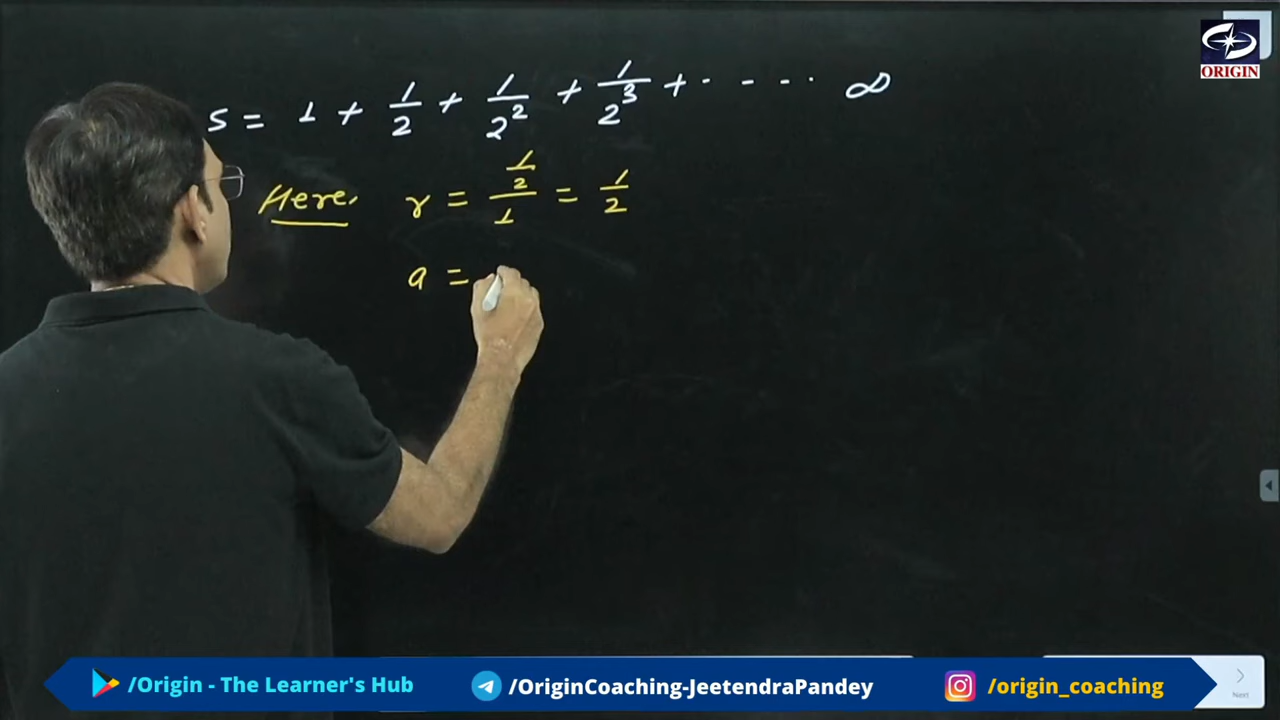 ORIGIN
S = 1 + 1/2 + 1/2² + 1/2³ + . - - - . ∞
Here, r = (1/2)/1 = 1/2
a =
Next
/Origin - The Learner's Hub /OriginCoaching-JeetendraPandey /origin_coaching